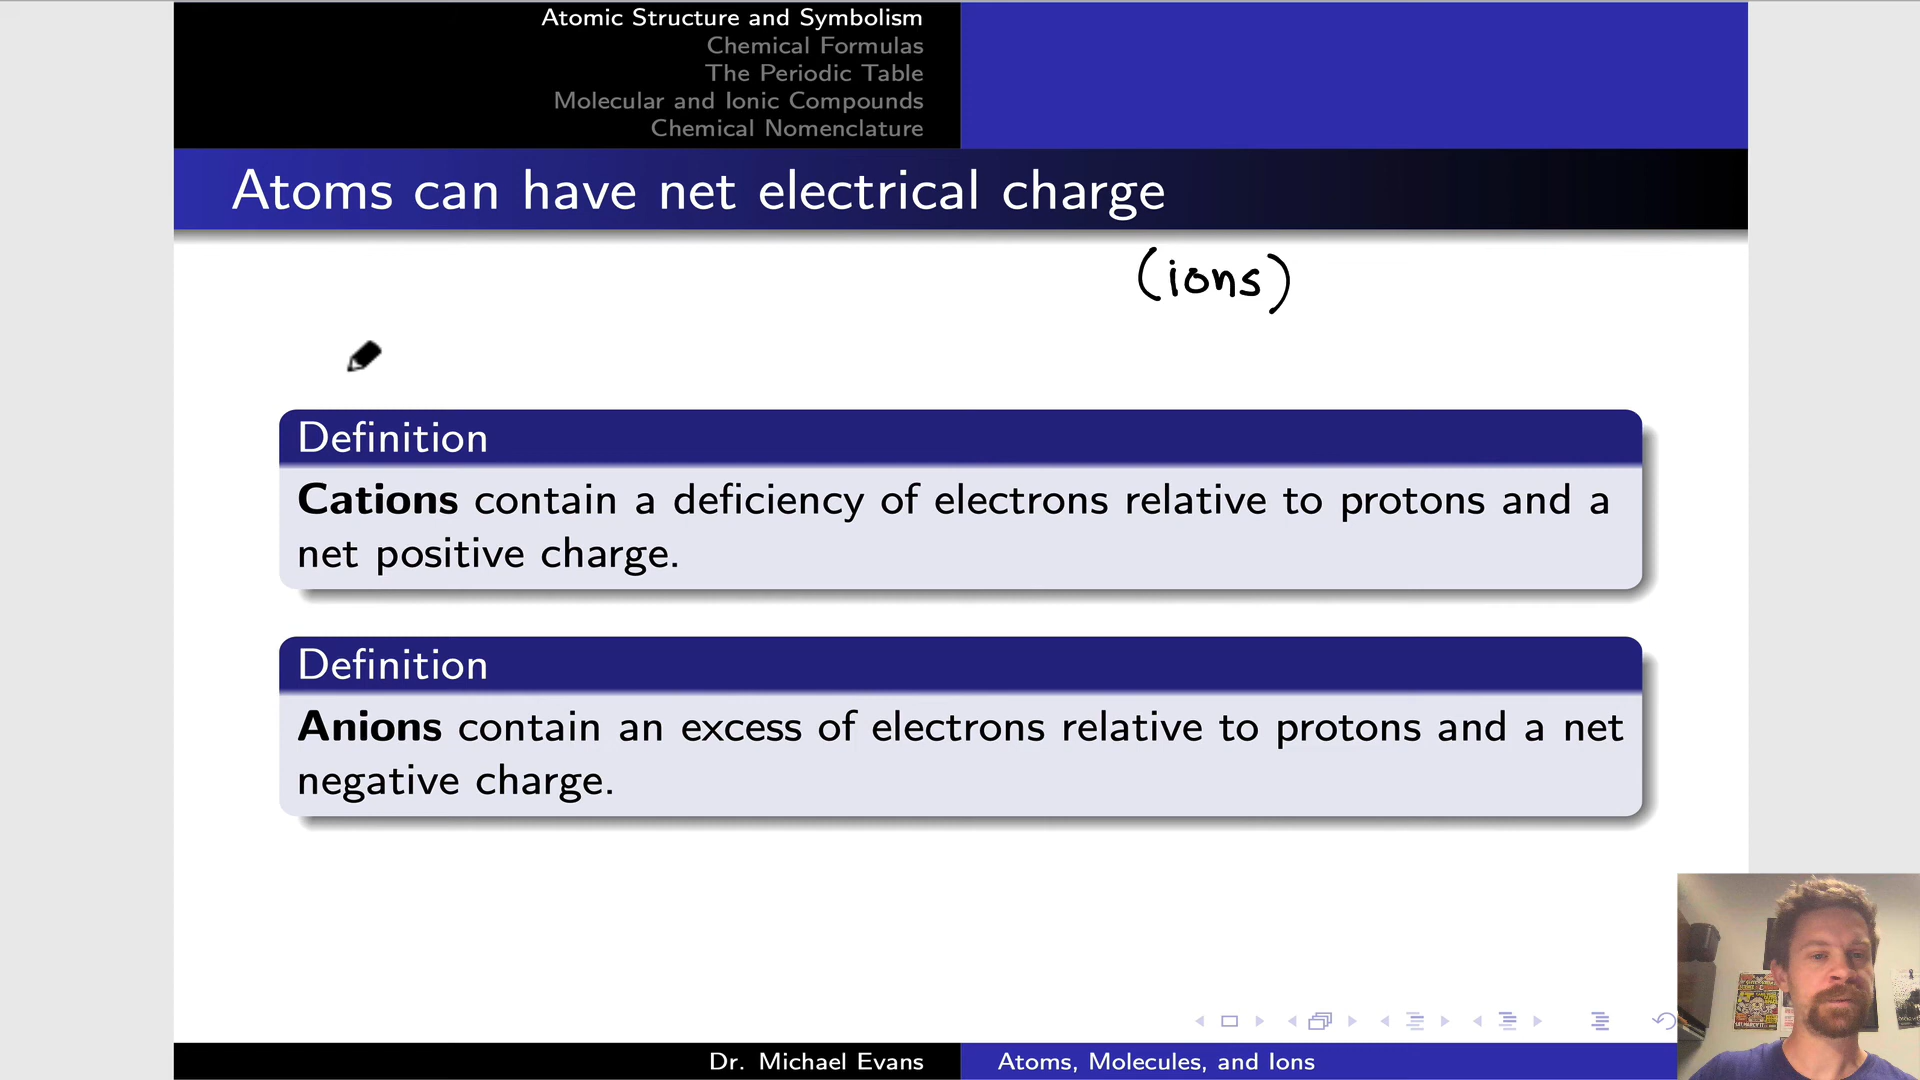 Atomic Structure and Symbolism
Chemical Formulas
The Periodic Table
Molecular and Ionic Compounds
Chemical Nomenclature
Atoms can have net electrical charge
(ions)
Definition
Cations contain a deficiency of electrons relative to protons and a
net positive charge.
Definition
Anions contain an excess of electrons relative to protons and a net
negative charge.
Dr. Michael Evans
Atoms, Molecules, and Ions